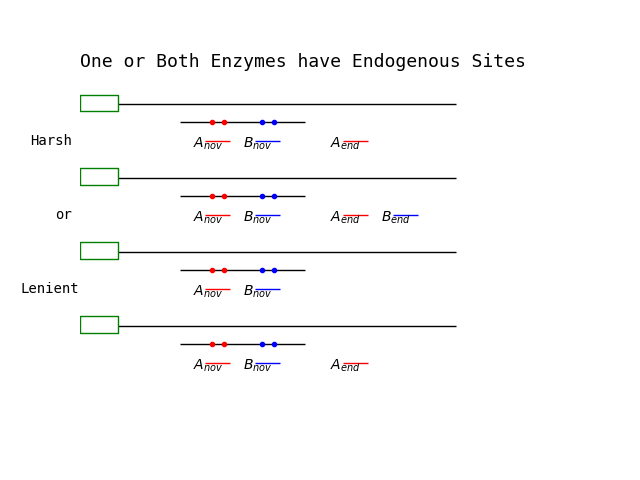 One or Both Enzymes have Endogenous Sites
Harsh
A_nov B_nov A_end
or
A_nov B_nov A_end B_end
Lenient
A_nov B_nov
A_nov B_nov A_end